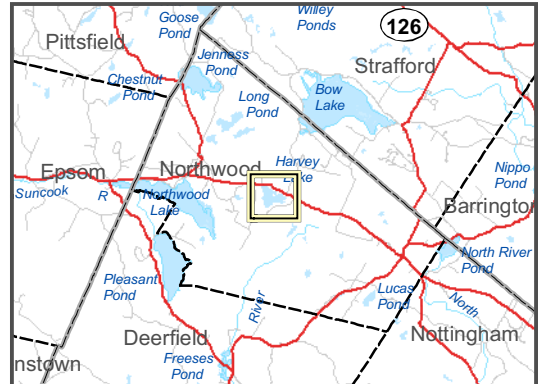 Goose
Pond
Willey
Ponds
126
Pittsfield
Jenness
Pond
Strafford
Chestnut
Pond
Long
Pond
Bow
Lake
Harvey
Lake
Epsom
Northwood
Nippo
Pond
Suncook
R
Northwood
Lake
Barrington
North River
Pond
Pleasant
Pond
River
Lucas
Pond
North
Deerfield
Nottingham
Freeses
Pond
nstown